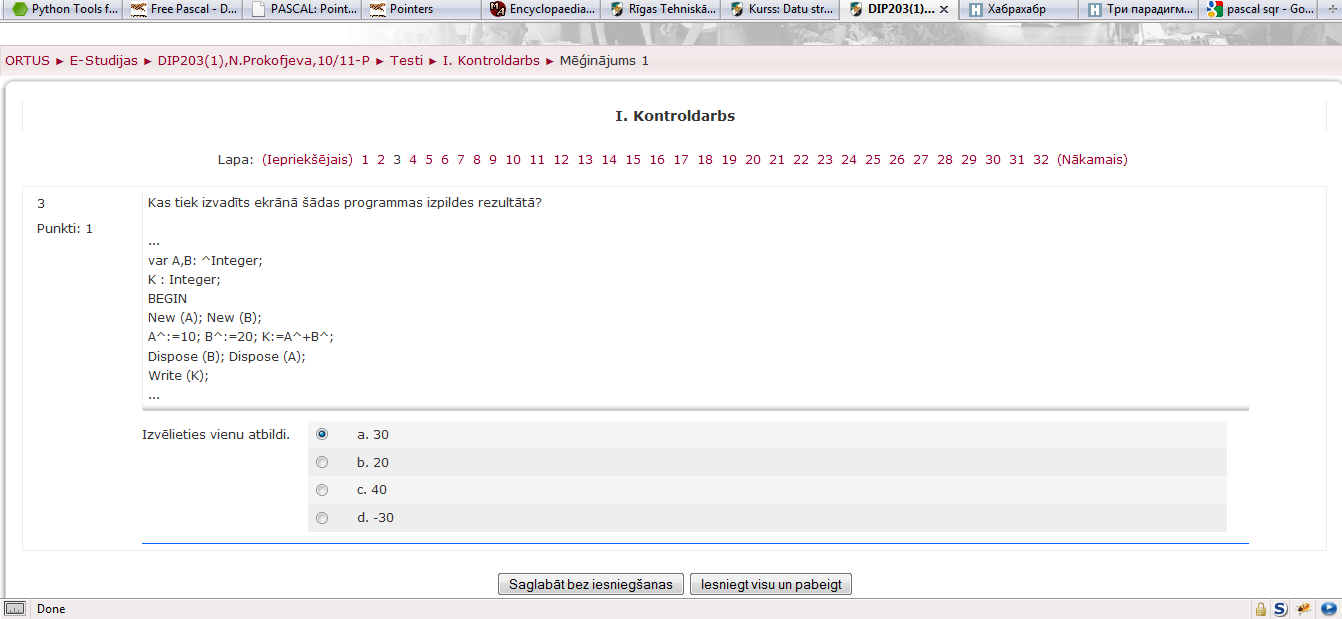 Python Tools f... Free Pascal - D... PASCAL: Point... Pointers Encyclopaedia... Rīgas Tehniskā... Kurss: Datu str... DIP203(1)... Хабрахабр Три парадигм... pascal sqr - Go...
ORTUS ► E-Studijas ► DIP203(1),N.Prokofjeva,10/11-P ► Testi ► I. Kontroldarbs ► Mēģinājums 1
I. Kontroldarbs
Lapa: (Iepriekšējais) 1 2 3 4 5 6 7 8 9 10 11 12 13 14 15 16 17 18 19 20 21 22 23 24 25 26 27 28 29 30 31 32 (Nākamais)
3
Punkti: 1
Kas tiek izvadīts ekrānā šādas programmas izpildes rezultātā?
...
var A,B: ^Integer;
K : Integer;
BEGIN
New (A); New (B);
A^:=10; B^:=20; K:=A^+B^;
Dispose (B); Dispose (A);
Write (K);
...
Izvēlieties vienu atbildi.
a. 30
b. 20
c. 40
d. -30
Saglabāt bez iesniegšanas Iesniegt visu un pabeigt
Done